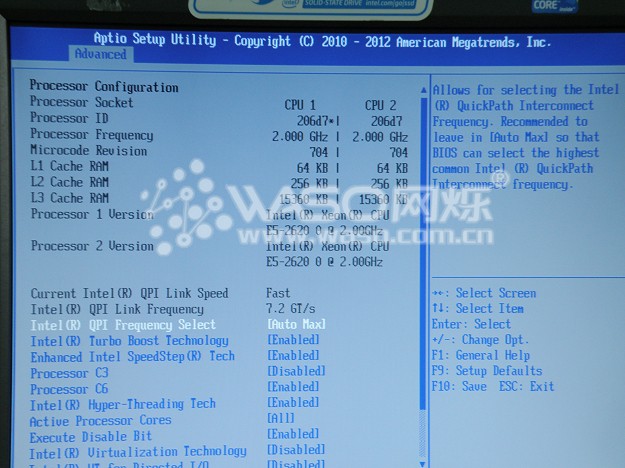 SOLID-STATE DRIVE intel.com/go/ssd
CORE inside
Aptio Setup Utility - Copyright (C) 2010 - 2012 American Megatrends, Inc.
Advanced
Processor Configuration
Processor Socket CPU 1 CPU 2
Processor ID 206d7*| 206d7
Processor Frequency 2.000 GHz | 2.000 GHz
Microcode Revision 704 | 704
L1 Cache RAM 64 KB | 64 KB
L2 Cache RAM 256 KB | 256 KB
L3 Cache RAM 15360 KB | 15360 KB
Processor 1 Version Intel(R) Xeon(R) CPU
E5-2620 0 @ 2.00GHz
Processor 2 Version Intel(R) Xeon(R) CPU
E5-2620 0 @ 2.00GHz
Current Intel(R) QPI Link Speed Fast
Intel(R) QPI Link Frequency 7.2 GT/s
Intel(R) QPI Frequency Select [Auto Max]
Intel(R) Turbo Boost Technology [Enabled]
Enhanced Intel SpeedStep(R) Tech [Enabled]
Processor C3 [Disabled]
Processor C6 [Enabled]
Intel(R) Hyper-Threading Tech [Enabled]
Active Processor Cores [All]
Execute Disable Bit [Enabled]
Intel(R) Virtualization Technology [Disabled]
Intel(R) VT for Directed I/O [Disabled]
Allows for selecting the Intel
(R) QuickPath Interconnect
Frequency. Recommended to
leave in [Auto Max] so that
BIOS can select the highest
common Intel (R) QuickPath
Interconnect frequency.
→←: Select Screen
↑↓: Select Item
Enter: Select
+/-: Change Opt.
F1: General Help
F9: Setup Defaults
F10: Save ESC: Exit
WASO网烁®
www.waso.com.cn